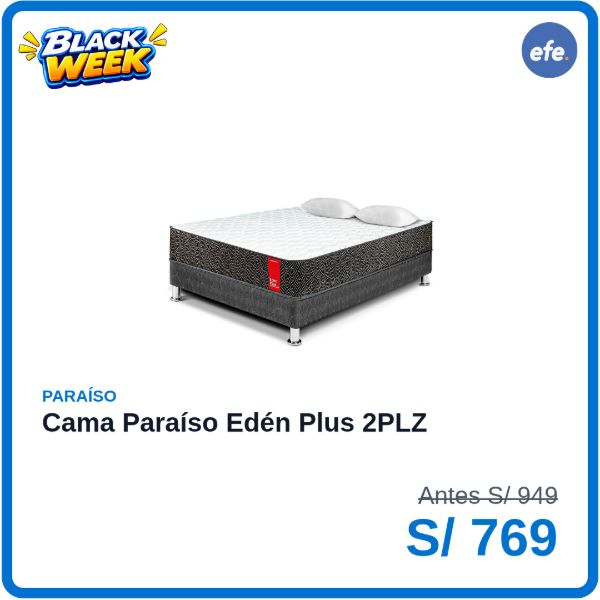 BLACK
WEEK
efe.
PARAÍSO
Cama Paraíso Edén Plus 2PLZ
Antes S/ 949
S/ 769